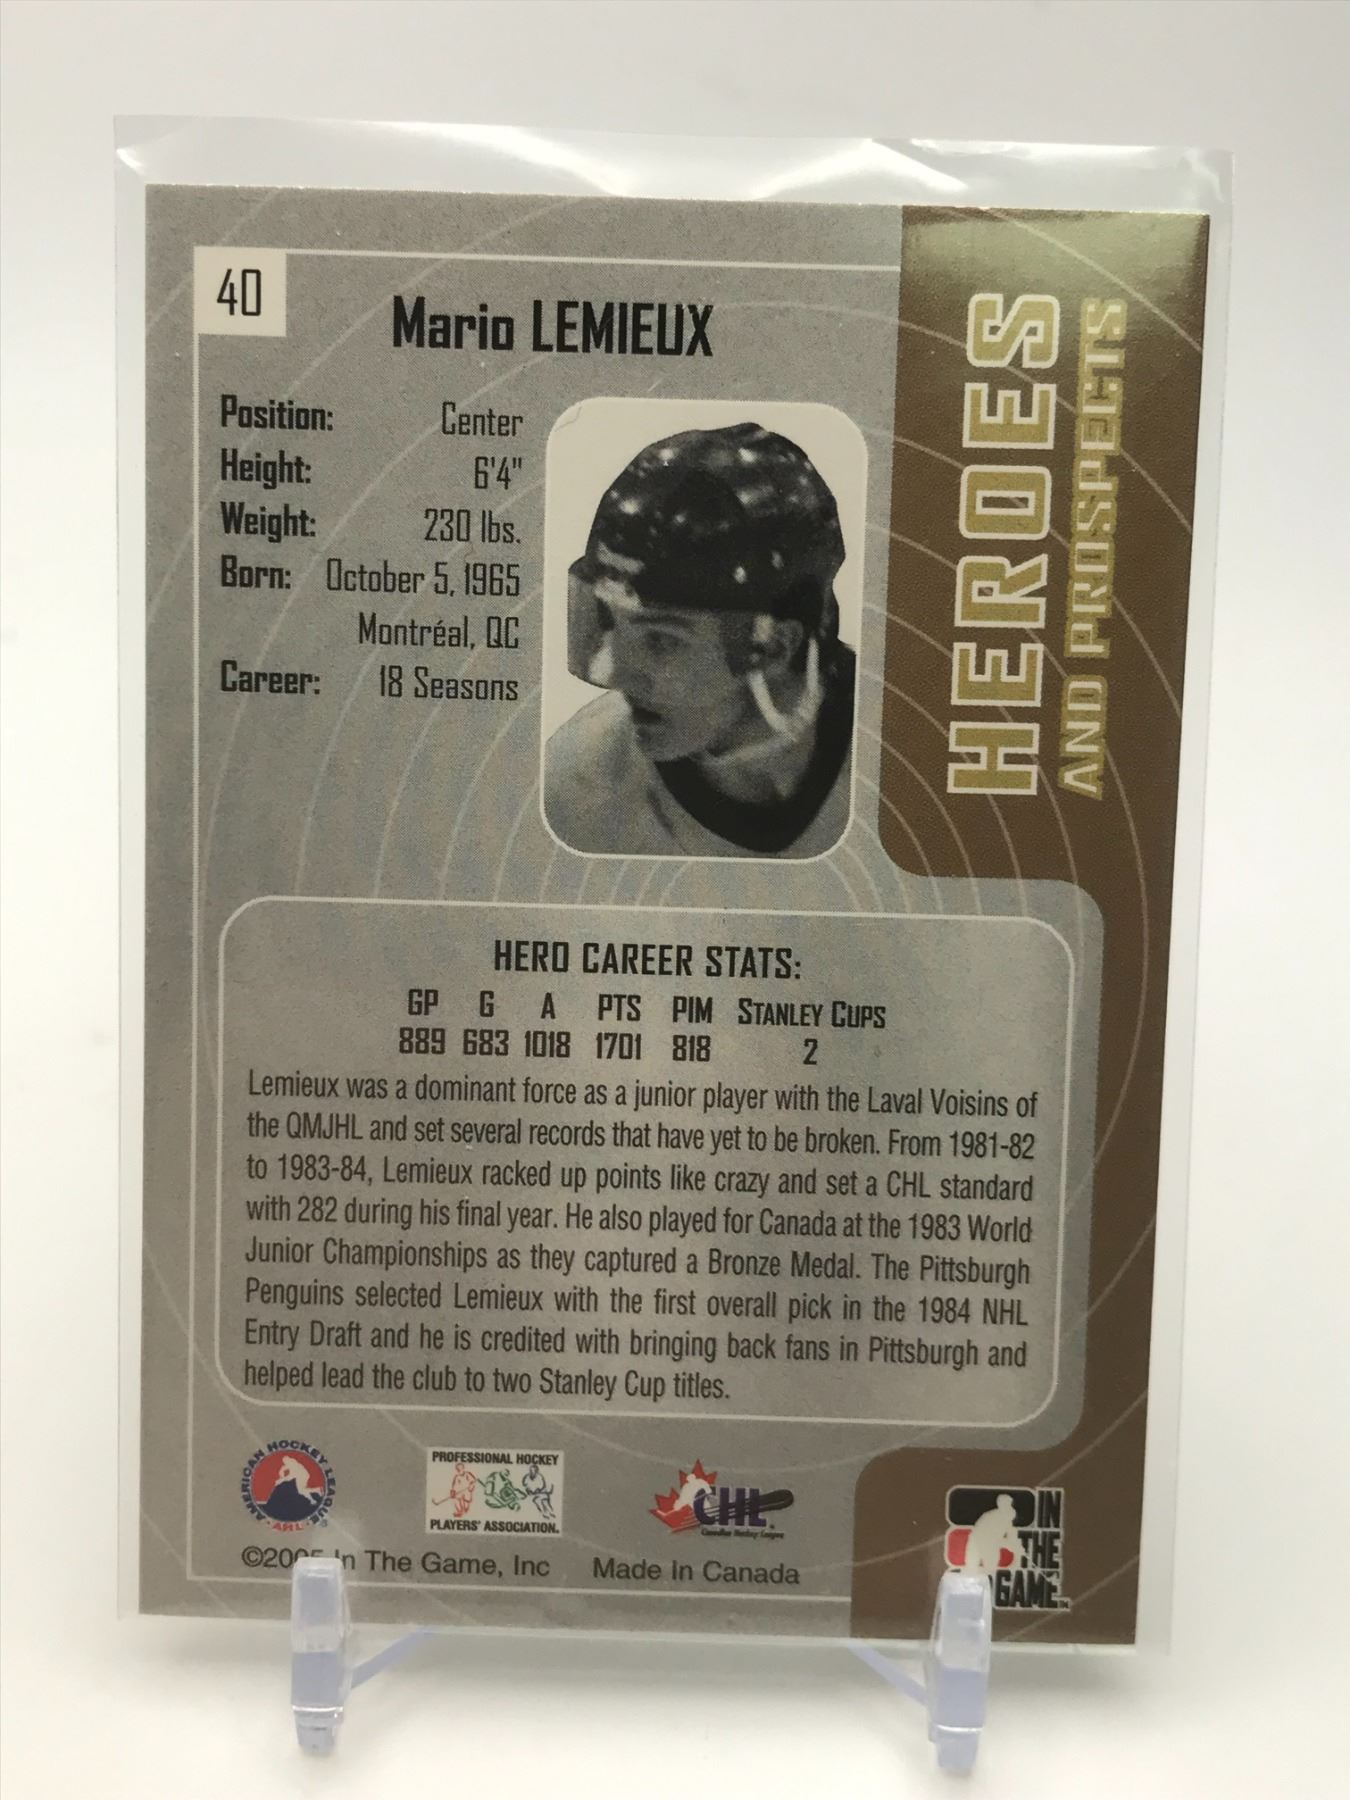 40
Mario LEMIEUX
Position: Center
Height: 6'4"
Weight: 230 lbs.
Born: October 5, 1965
Montréal, QC
Career: 18 Seasons
HEROES
AND PROSPECTS
HERO CAREER STATS:
GP G A PTS PIM STANLEY CUPS
889 683 1018 1701 818 2
Lemieux was a dominant force as a junior player with the Laval Voisins of
the QMJHL and set several records that have yet to be broken. From 1981-82
to 1983-84, Lemieux racked up points like crazy and set a CHL standard
with 282 during his final year. He also played for Canada at the 1983 World
Junior Championships as they captured a Bronze Medal. The Pittsburgh
Penguins selected Lemieux with the first overall pick in the 1984 NHL
Entry Draft and he is credited with bringing back fans in Pittsburgh and
helped lead the club to two Stanley Cup titles.
AMERICAN HOCKEY LEAGUE
AHL
PROFESSIONAL HOCKEY
PLAYERS' ASSOCIATION.
CHL
Canadian Hockey League
IN
THE
GAME
In The Game, Inc Made In Canada